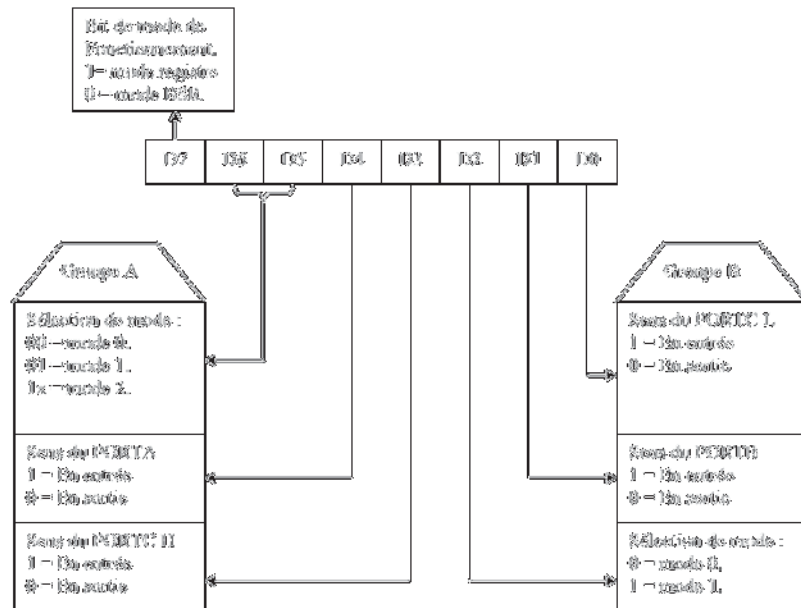 Bit de mode de
Fonctionnement.
1= mode registre
0 = mode BSR.
D7 D6 D5 D4 D3 D2 D1 D0
Groupe A
Groupe B
Sélection de mode :
00 = mode 0.
01 = mode 1.
1x = mode 2.
Sens du PORTA
1 = En entrée
0 = En sortie
Sens du PORTC H
1 = En entrée
0 = En sortie
Sens du PORTC L
1 = En entrée
0 = En sortie
Sens du PORTB
1 = En entrée
0 = En sortie
Sélection de mode :
0 = mode 0.
1 = mode 1.